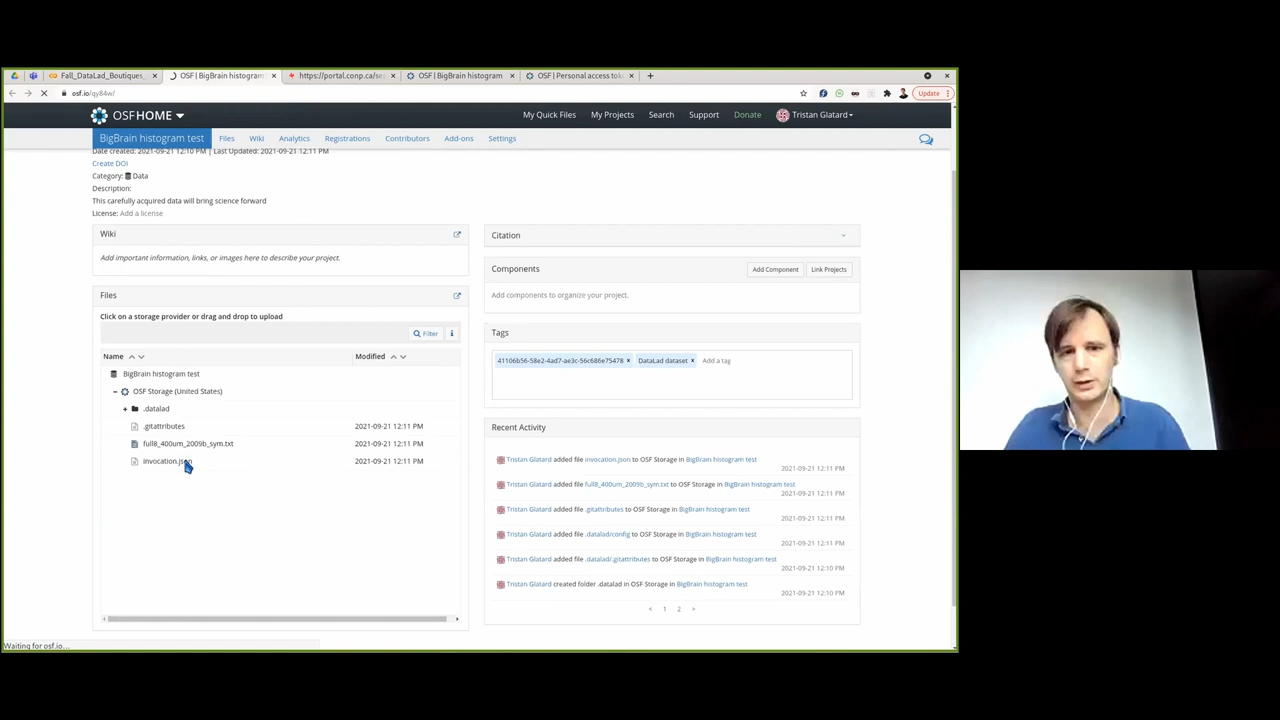 Fall_DataLad_Boutiques_
OSF | BigBrain histogram
https://portal.conp.ca/se
OSF | BigBrain histogram
OSF | Personal access tok
osf.io/qy84w/
Update
OSFHOME
My Quick Files
My Projects
Search
Support
Donate
Tristan Glatard
BigBrain histogram test
Files
Wiki
Analytics
Registrations
Contributors
Add-ons
Settings
Date created: 2021-09-21 12:10 PM | Last Updated: 2021-09-21 12:11 PM
Create DOI
Category: Data
Description:
This carefully acquired data will bring science forward
License: Add a license
Wiki
Add important information, links, or images here to describe your project.
Files
Click on a storage provider or drag and drop to upload
Filter
Name
Modified
BigBrain histogram test
OSF Storage (United States)
.datalad
.gitattributes 2021-09-21 12:11 PM
full8_400um_2009b_sym.txt 2021-09-21 12:11 PM
invocation.json 2021-09-21 12:11 PM
Citation
Components
Add Component
Link Projects
Add components to organize your project.
Tags
41106b56-58e2-4ad7-ae3c-56c686e75478 ×
DataLad dataset ×
Add a tag
Recent Activity
Tristan Glatard added file invocation.json to OSF Storage in BigBrain histogram test
2021-09-21 12:11 PM
Tristan Glatard added file full8_400um_2009b_sym.txt to OSF Storage in BigBrain histogram test
2021-09-21 12:11 PM
Tristan Glatard added file .gitattributes to OSF Storage in BigBrain histogram test
2021-09-21 12:11 PM
Tristan Glatard added file .datalad/config to OSF Storage in BigBrain histogram test
2021-09-21 12:11 PM
Tristan Glatard added file .datalad/.gitattributes to OSF Storage in BigBrain histogram test
2021-09-21 12:10 PM
Tristan Glatard created folder .datalad in OSF Storage in BigBrain histogram test
2021-09-21 12:10 PM
< 1 2 >
Waiting for osf.io...